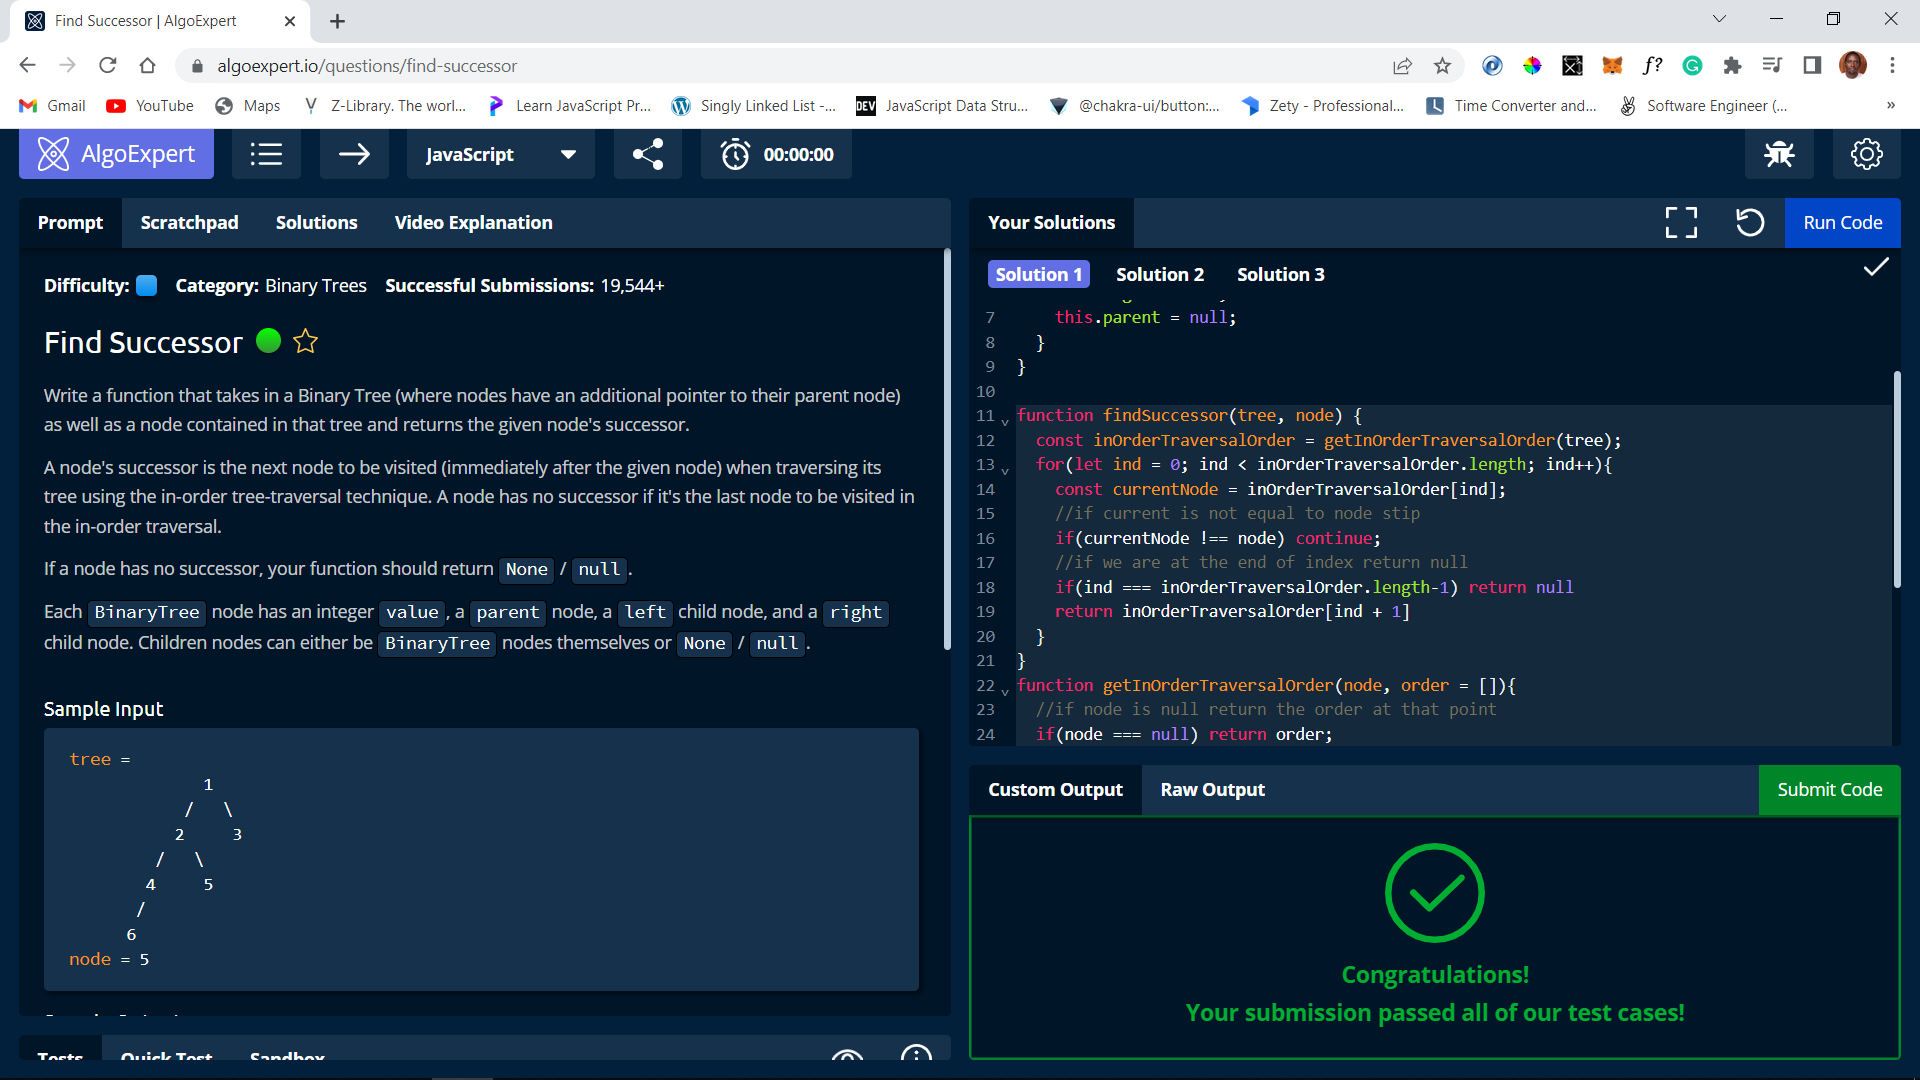 Find Successor | AlgoExpert
algoexpert.io/questions/find-successor
f?
Gmail YouTube Maps Z-Library. The worl... Learn JavaScript Pr... Singly Linked List -... DEV JavaScript Data Stru... @chakra-ui/button:... Zety - Professional... Time Converter and... Software Engineer (... »
AlgoExpert JavaScript 00:00:00
Prompt Scratchpad Solutions Video Explanation
Difficulty: Category: Binary Trees Successful Submissions: 19,544+
Find Successor
Write a function that takes in a Binary Tree (where nodes have an additional pointer to their parent node)
as well as a node contained in that tree and returns the given node's successor.
A node's successor is the next node to be visited (immediately after the given node) when traversing its
tree using the in-order tree-traversal technique. A node has no successor if it's the last node to be visited in
the in-order traversal.
If a node has no successor, your function should return None / null .
Each BinaryTree node has an integer value , a parent node, a left child node, and a right
child node. Children nodes can either be BinaryTree nodes themselves or None / null .
Sample Input
tree =
1
/ \
2 3
/ \
4 5
/
6
node = 5
Tests Quick Test Sandbox
Your Solutions Run Code
Solution 1 Solution 2 Solution 3
7 this.parent = null;
8 }
9 }
10
11 function findSuccessor(tree, node) {
12 const inOrderTraversalOrder = getInOrderTraversalOrder(tree);
13 for(let ind = 0; ind < inOrderTraversalOrder.length; ind++){
14 const currentNode = inOrderTraversalOrder[ind];
15 //if current is not equal to node stip
16 if(currentNode !== node) continue;
17 //if we are at the end of index return null
18 if(ind === inOrderTraversalOrder.length-1) return null
19 return inOrderTraversalOrder[ind + 1]
20 }
21 }
22 function getInOrderTraversalOrder(node, order = []){
23 //if node is null return the order at that point
24 if(node === null) return order;
Custom Output Raw Output Submit Code
Congratulations!
Your submission passed all of our test cases!